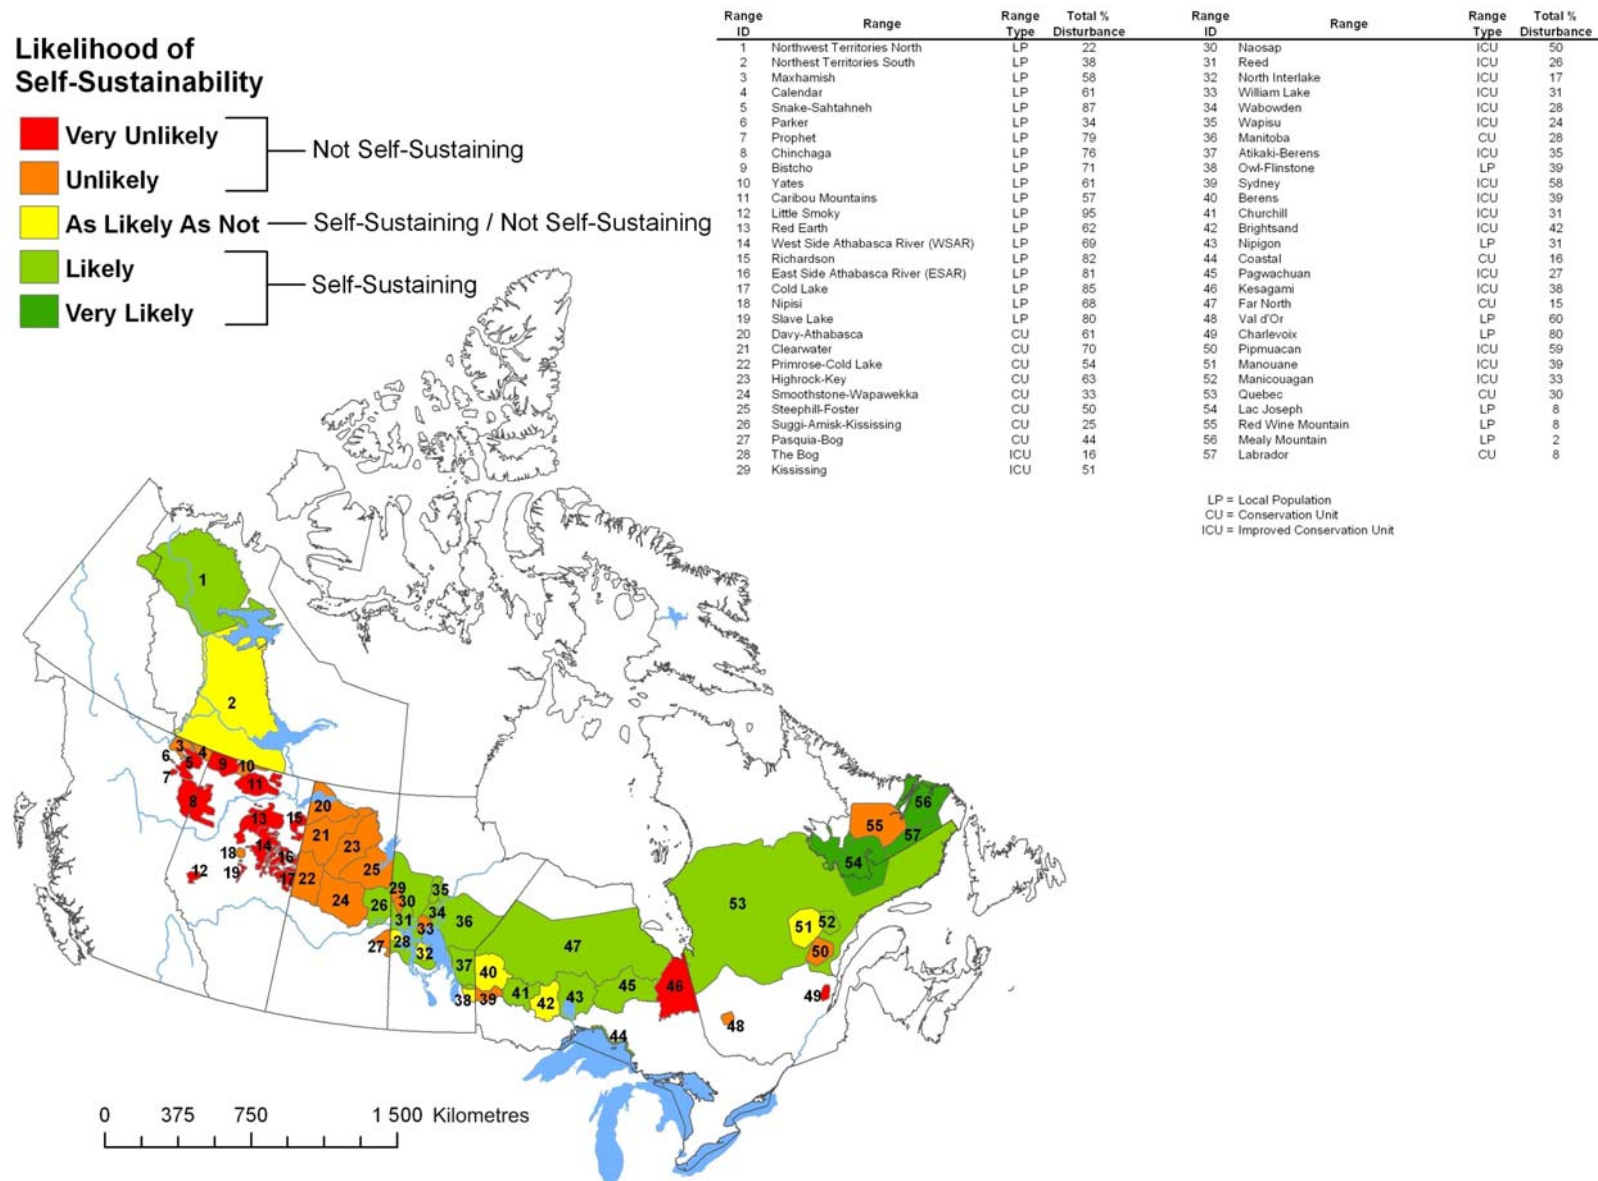 Likelihood of
Self-Sustainability
Very Unlikely
Unlikely
Not Self-Sustaining
As Likely As Not
Self-Sustaining / Not Self-Sustaining
Likely
Very Likely
Self-Sustaining
Range ID Range Range Type Total % Disturbance
1 Northwest Territories North LP 22
2 Northest Territories South LP 38
3 Maxhamish LP 58
4 Calendar LP 61
5 Snake-Sahtahneh LP 87
6 Parker LP 34
7 Prophet LP 79
8 Chinchaga LP 76
9 Bistcho LP 71
10 Yates LP 61
11 Caribou Mountains LP 57
12 Little Smoky LP 95
13 Red Earth LP 62
14 West Side Athabasca River (WSAR) LP 69
15 Richardson LP 82
16 East Side Athabasca River (ESAR) LP 81
17 Cold Lake LP 85
18 Nipisi LP 68
19 Slave Lake LP 80
20 Davy-Athabasca CU 61
21 Clearwater CU 70
22 Primrose-Cold Lake CU 54
23 Highrock-Key CU 63
24 Smoothstone-Wapawekka CU 33
25 Steephill-Foster CU 50
26 Suggi-Amisk-Kississing CU 25
27 Pasquia-Bog CU 44
28 The Bog ICU 16
29 Kississing ICU 51
Range ID Range Range Type Total % Disturbance
30 Naosap ICU 50
31 Reed ICU 26
32 North Interlake ICU 17
33 William Lake ICU 31
34 Wabowden ICU 28
35 Wapisu ICU 24
36 Manitoba CU 28
37 Atikaki-Berens ICU 35
38 Owl-Flinstone LP 39
39 Sydney ICU 58
40 Berens ICU 39
41 Churchill ICU 31
42 Brightsand ICU 42
43 Nipigon LP 31
44 Coastal CU 16
45 Pagwachuan ICU 27
46 Kesagami ICU 38
47 Far North CU 15
48 Val d'Or LP 60
49 Charlevoix LP 80
50 Pipmuacan ICU 59
51 Manouane ICU 39
52 Manicouagan ICU 33
53 Quebec CU 30
54 Lac Joseph LP 8
55 Red Wine Mountain LP 8
56 Mealy Mountain LP 2
57 Labrador CU 8
LP = Local Population
CU = Conservation Unit
ICU = Improved Conservation Unit
1
2
3
4
6
5
9
10
7
11
8
56
20
13
15
55
21
57
14
23
18
16
54
25
12
19
17
22
29
35
24
26
30
53
34
31
36
51
52
33
27
28
47
32
50
37
40
46
45
49
38
39
41
42
43
48
44
0 375 750 1 500 Kilometres